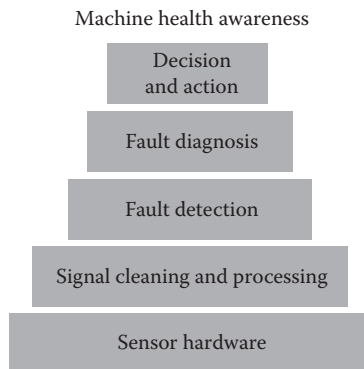 Machine health awareness
Decision
and action
Fault diagnosis
Fault detection
Signal cleaning and processing
Sensor hardware